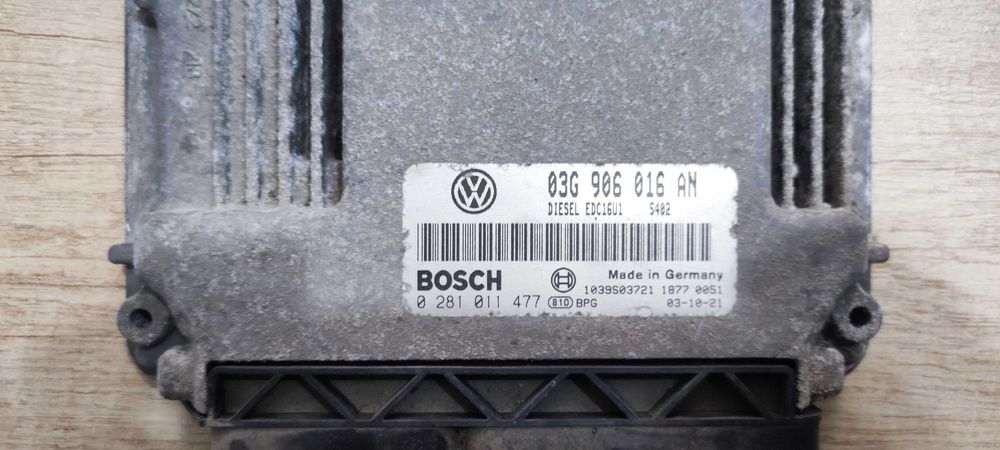 VW
03G 906 016 AN
DIESEL EDC16U1 5402
BOSCH
Made in Germany
1039S03721 1877 0051
0 281 011 477 810 BPG 03-10-21